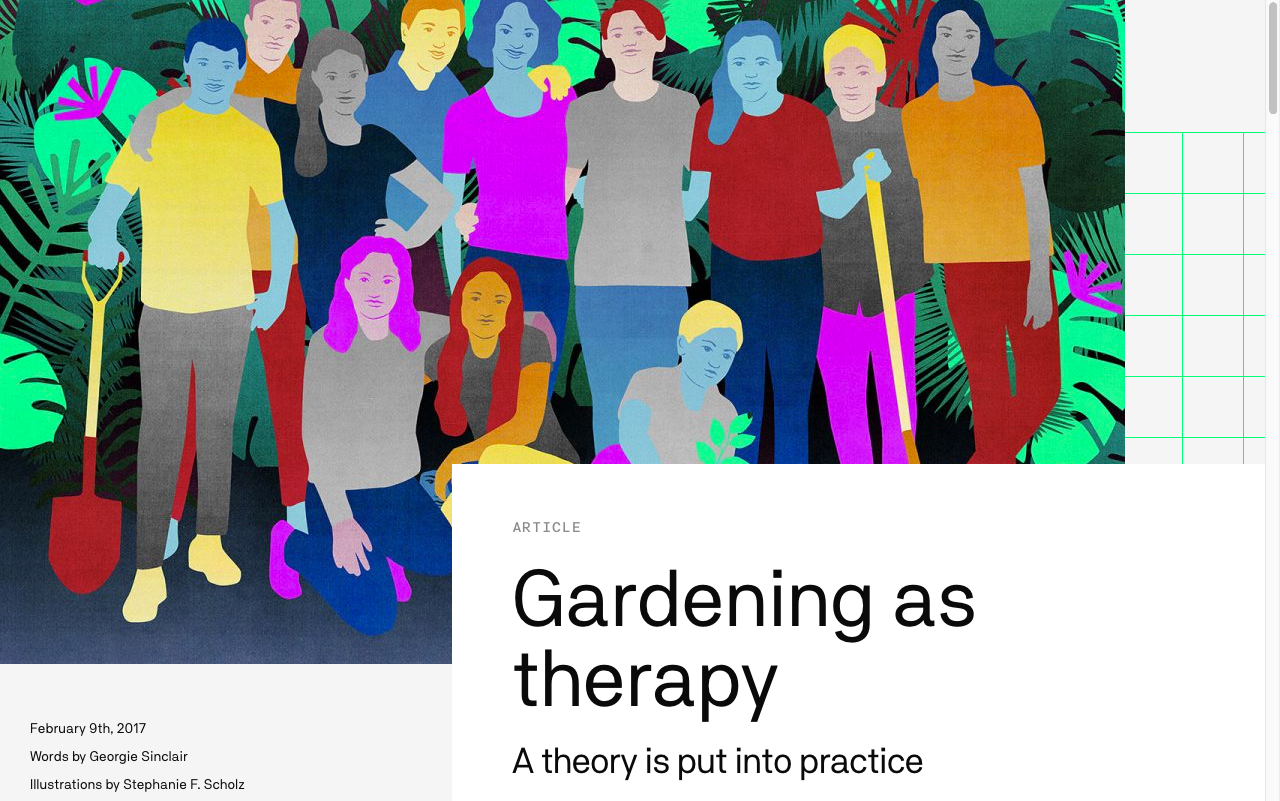 ARTICLE
Gardening as
therapy
A theory is put into practice
February 9th, 2017
Words by Georgie Sinclair
Illustrations by Stephanie F. Scholz